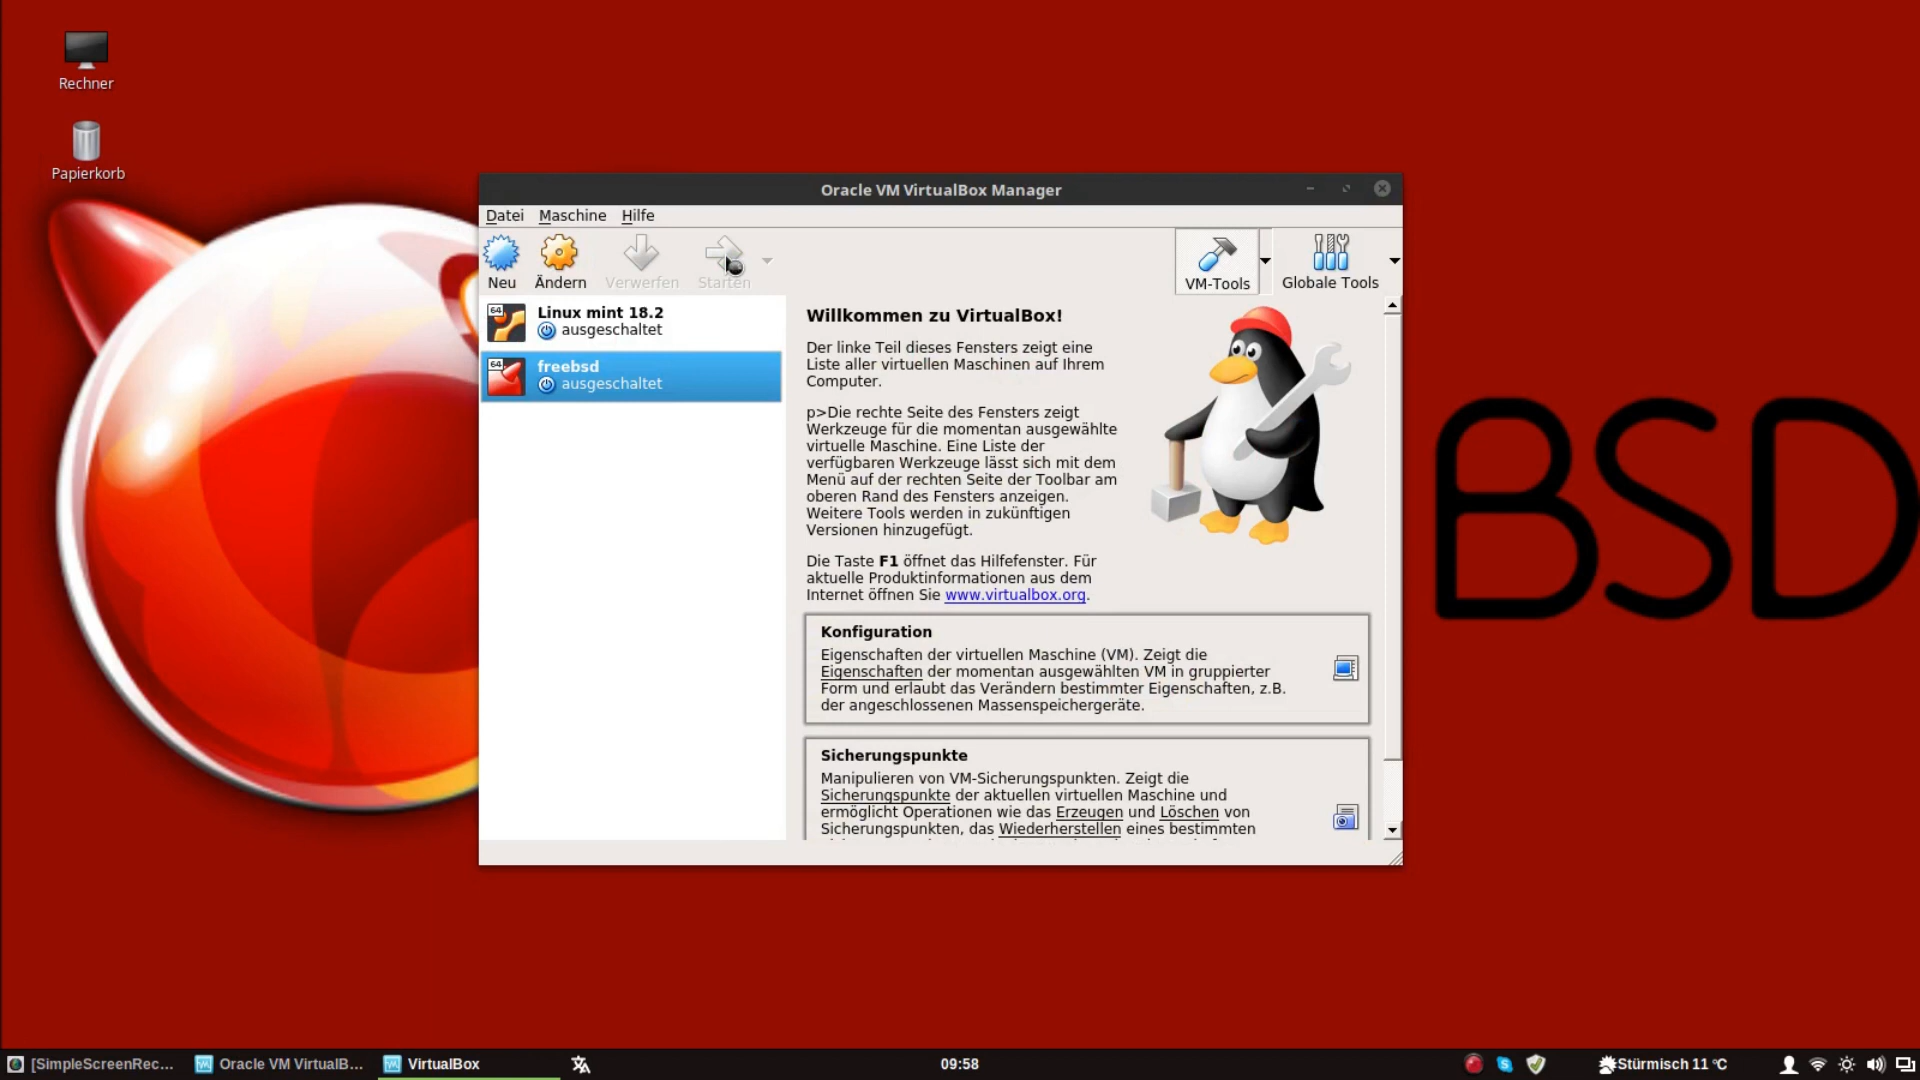 Rechner
Papierkorb
BSD
Oracle VM VirtualBox Manager
Datei Maschine Hilfe
Neu Ändern Verwerfen Starten VM-Tools Globale Tools
64
Linux mint 18.2
ausgeschaltet
64
freebsd
ausgeschaltet
Willkommen zu VirtualBox!
Der linke Teil dieses Fensters zeigt eine
Liste aller virtuellen Maschinen auf Ihrem
Computer.
p>Die rechte Seite des Fensters zeigt
Werkzeuge für die momentan ausgewählte
virtuelle Maschine. Eine Liste der
verfügbaren Werkzeuge lässt sich mit dem
Menü auf der rechten Seite der Toolbar am
oberen Rand des Fensters anzeigen.
Weitere Tools werden in zukünftigen
Versionen hinzugefügt.
Die Taste F1 öffnet das Hilfefenster. Für
aktuelle Produktinformationen aus dem
Internet öffnen Sie www.virtualbox.org.
Konfiguration
Eigenschaften der virtuellen Maschine (VM). Zeigt die
Eigenschaften der momentan ausgewählten VM in gruppierter
Form und erlaubt das Verändern bestimmter Eigenschaften, z.B.
der angeschlossenen Massenspeichergeräte.
Sicherungspunkte
Manipulieren von VM-Sicherungspunkten. Zeigt die
Sicherungspunkte der aktuellen virtuellen Maschine und
ermöglicht Operationen wie das Erzeugen und Löschen von
Sicherungspunkten, das Wiederherstellen eines bestimmten
[SimpleScreenRec... Oracle VM VirtualB... VirtualBox 09:58 Stürmisch 11 °C